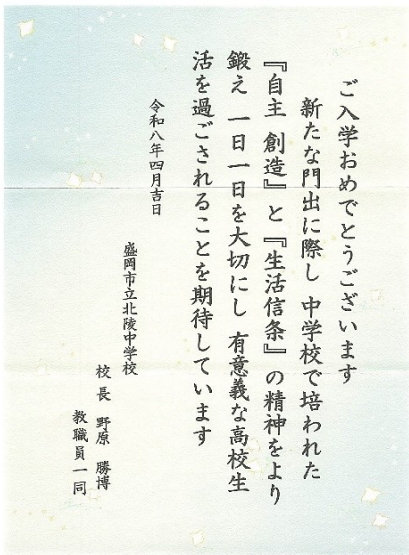 ご入学おめでとうございます
新たな門出に際し 中学校で培われた
『自主 創造』と『生活信条』の精神をより
鍛え 一日一日を大切にし 有意義な高校生
活を過ごされることを期待しています
令和八年四月吉日
盛岡市立北陵中学校
校長 野原 勝博
教職員一同